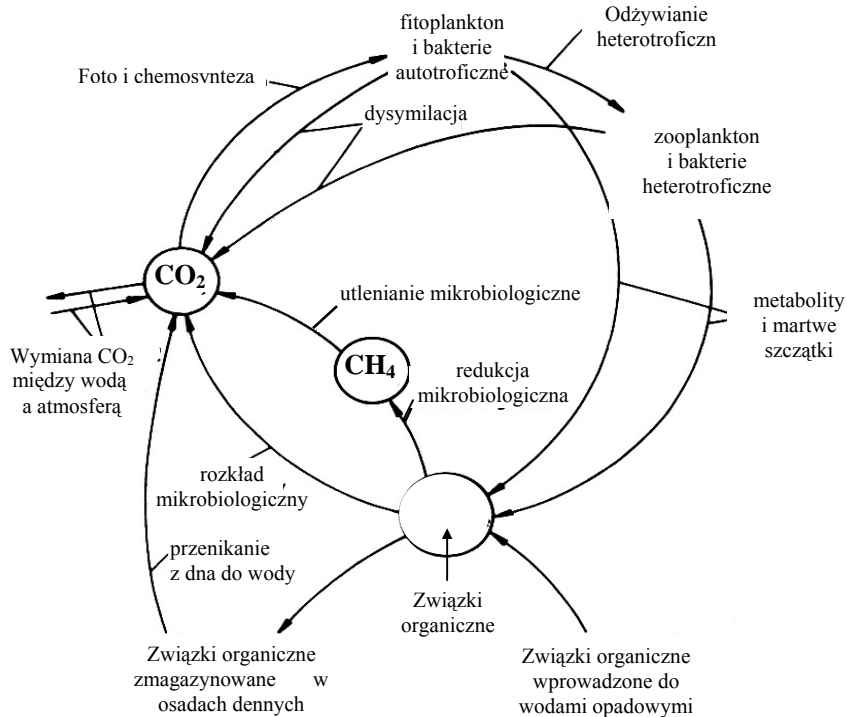 fitoplankton
i bakterie
autotroficzne
Odżywianie
heterotroficzn
Foto i chemosvnteza
dysymilacja
zooplankton
i bakterie
heterotroficzne
CO₂
utlenianie mikrobiologiczne
metabolity
i martwe
szczątki
Wymiana CO₂
między wodą
a atmosferą
CH₄
redukcja
mikrobiologiczna
rozkład
mikrobiologiczny
przenikanie
z dna do wody
Związki
organiczne
Związki organiczne
zmagazynowane w
osadach dennych
Związki organiczne
wprowadzone do
wodami opadowymi